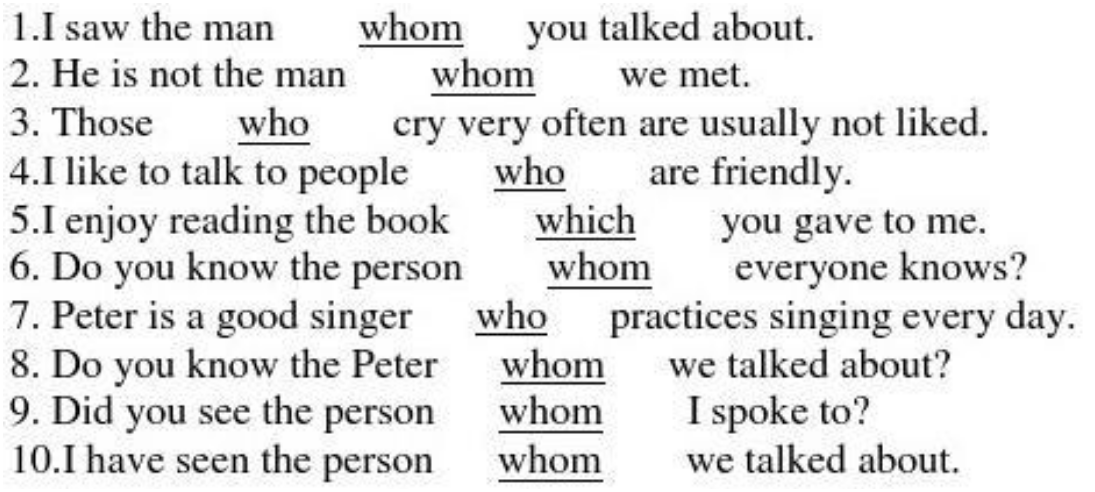 1.I saw the man whom you talked about.
2. He is not the man whom we met.
3. Those who cry very often are usually not liked.
4.I like to talk to people who are friendly.
5.I enjoy reading the book which you gave to me.
6. Do you know the person whom everyone knows?
7. Peter is a good singer who practices singing every day.
8. Do you know the Peter whom we talked about?
9. Did you see the person whom I spoke to?
10.I have seen the person whom we talked about.